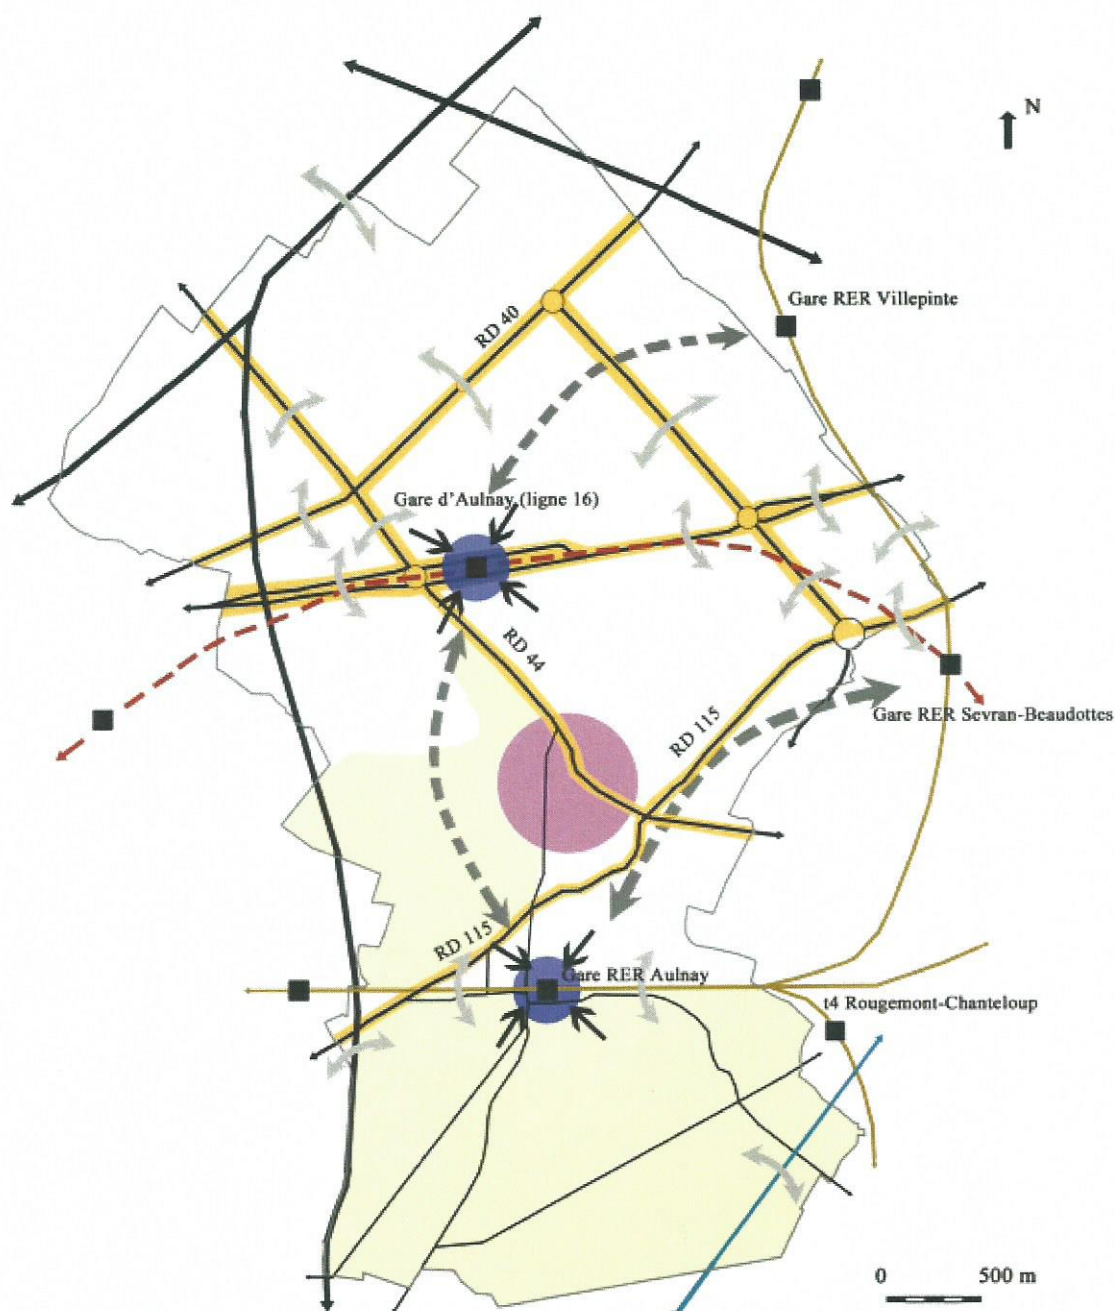 N
Gare RER Villepinte
RD 40
Gare d'Aulnay (ligne 16)
RD 44
Gare RER Sevran-Beaudottes
RD 115
RD 115
Gare RER Aulnay
t4 Rougemont-Chanteloup
0 500 m